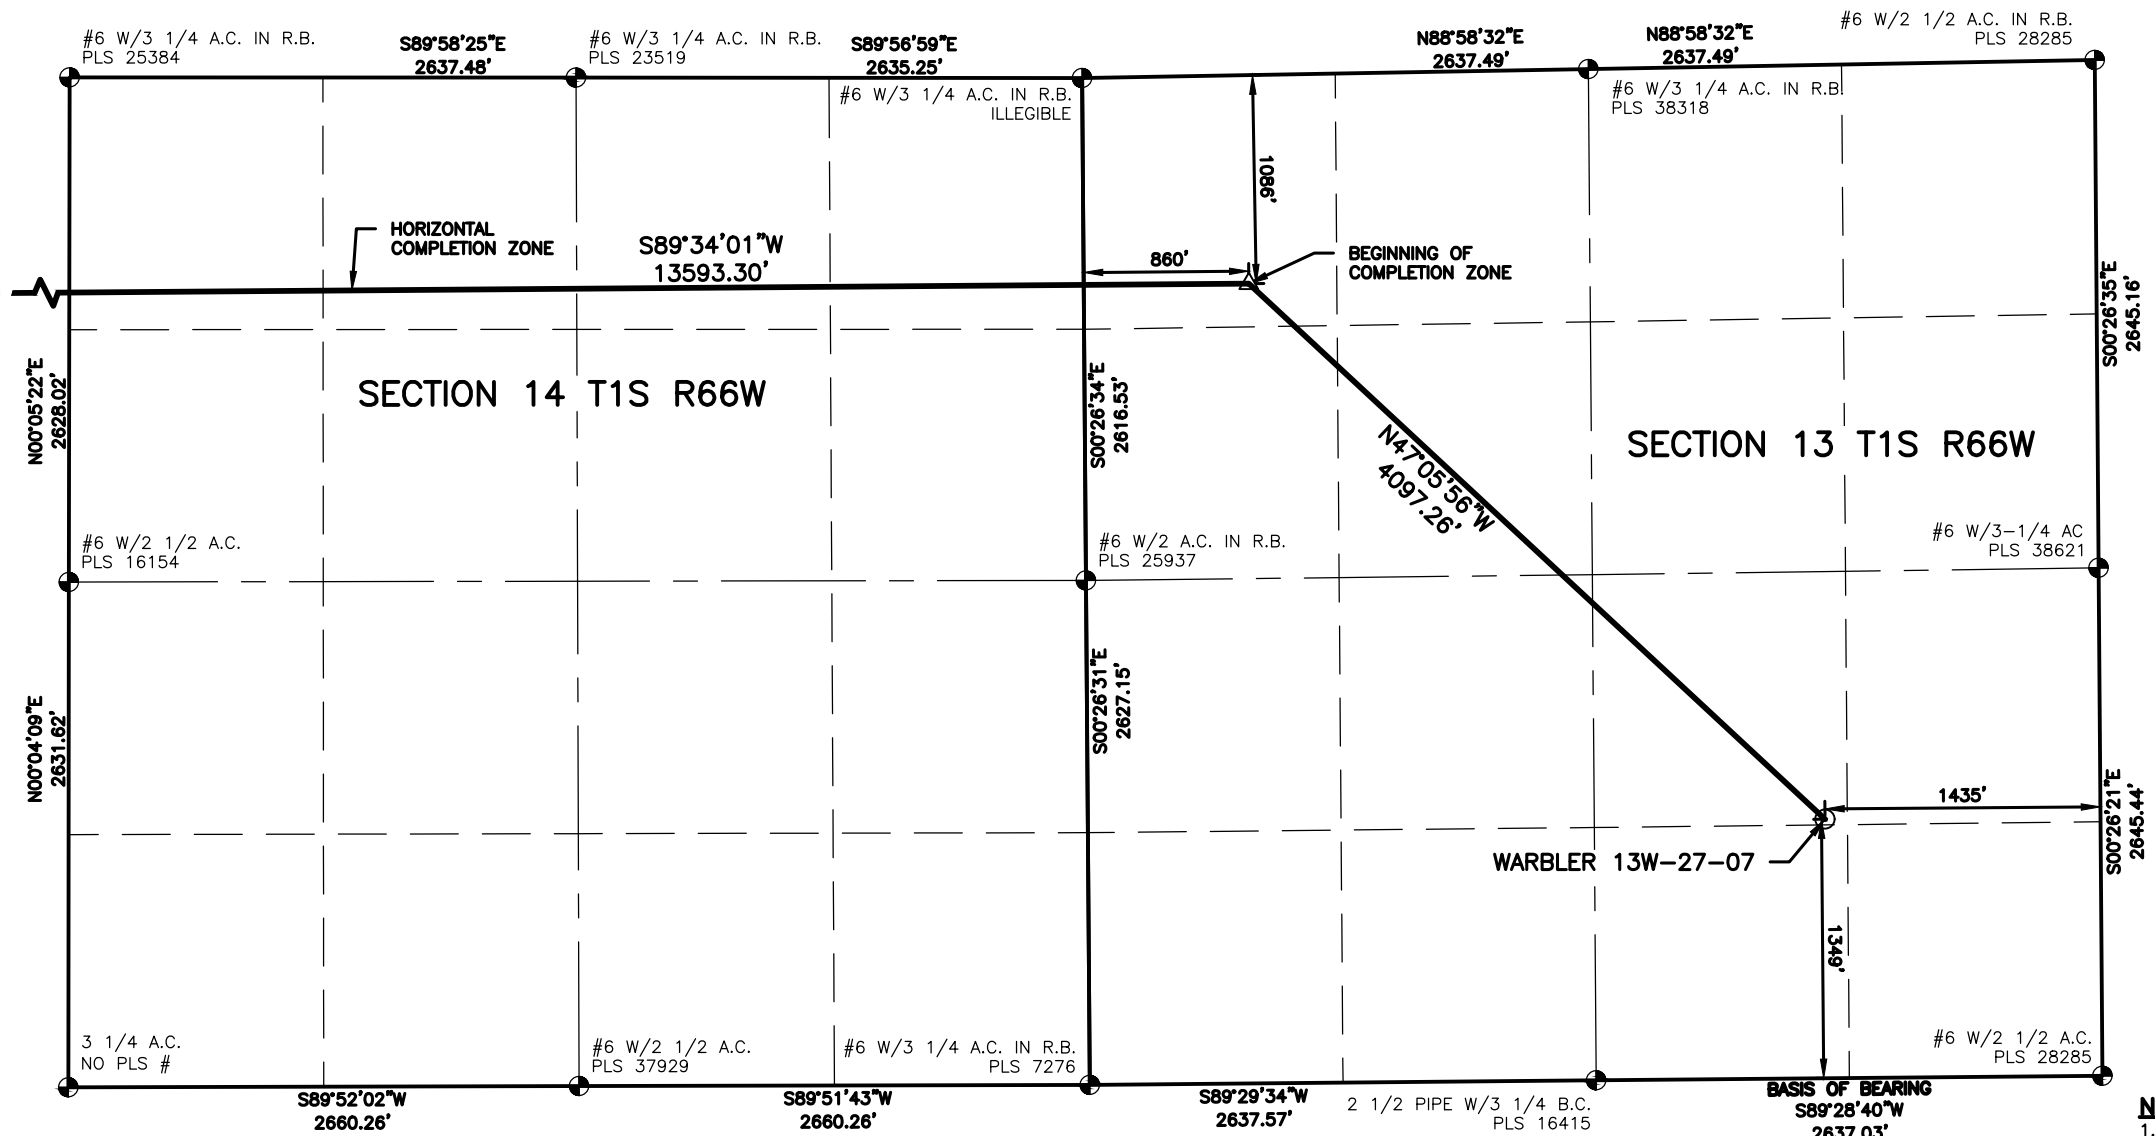 #6 W/3 1/4 A.C. IN R.B.
PLS 25384
S89°58'25"E
2637.48'
#6 W/3 1/4 A.C. IN R.B.
PLS 23519
S89°56'59"E
2635.25'
#6 W/3 1/4 A.C. IN R.B.
ILLEGIBLE
N88°58'32"E
2637.49'
N88°58'32"E
2637.49'
#6 W/2 1/2 A.C. IN R.B.
PLS 28285
#6 W/3 1/4 A.C. IN R.B.
PLS 38318
1086'
HORIZONTAL
COMPLETION ZONE
S89°34'01"W
13593.30'
860'
BEGINNING OF
COMPLETION ZONE
S00°26'35"E
2645.16'
N00°05'22"E
2628.02'
SECTION 14 T1S R66W
S00°26'34"E
2616.53'
N47°05'56"W
4097.26'
SECTION 13 T1S R66W
#6 W/2 1/2 A.C.
PLS 16154
#6 W/2 A.C. IN R.B.
PLS 25937
#6 W/3-1/4 AC
PLS 38621
N00°04'09"E
2631.62'
S00°26'31"E
2627.15'
1435'
S00°26'21"E
2645.44'
WARBLER 13W-27-07
1349'
3 1/4 A.C.
NO PLS #
#6 W/2 1/2 A.C.
PLS 37929
#6 W/3 1/4 A.C. IN R.B.
PLS 7276
#6 W/2 1/2 A.C.
PLS 28285
S89°52'02"W
2660.26'
S89°51'43"W
2660.26'
S89°29'34"W
2637.57'
2 1/2 PIPE W/3 1/4 B.C.
PLS 16415
BASIS OF BEARING
S89°28'40"W
2637.03'
N
1.